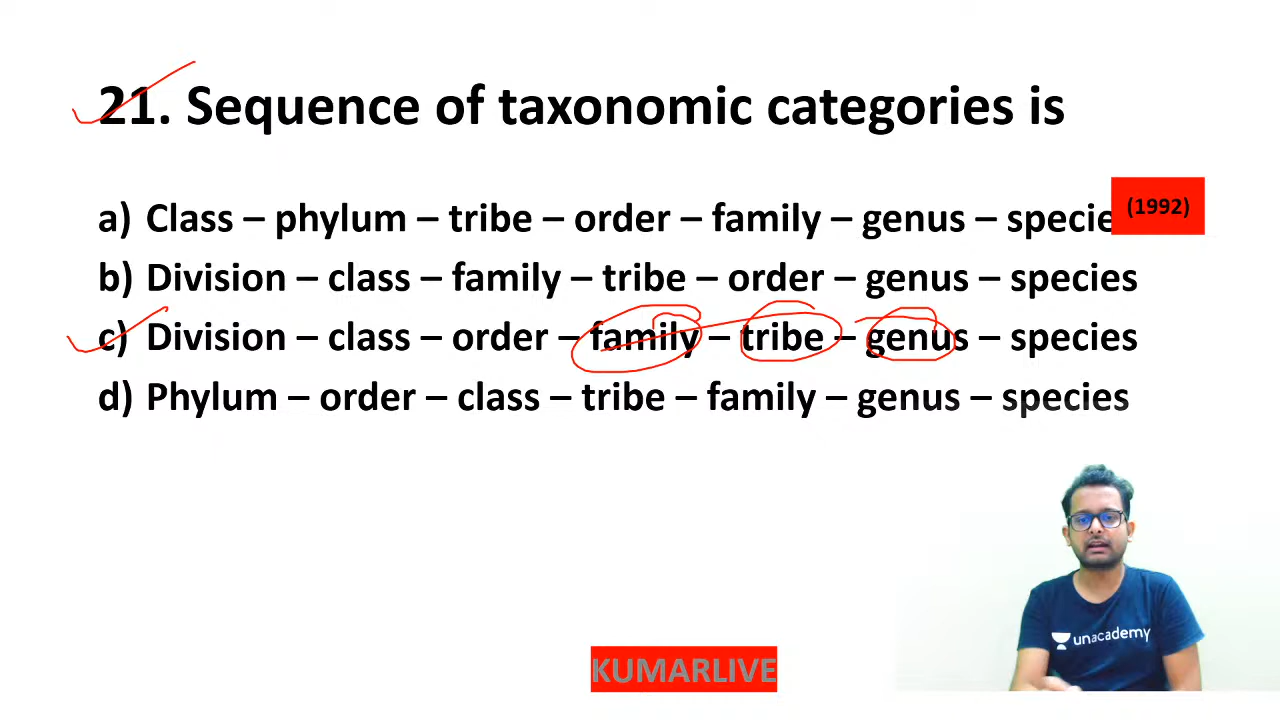 21. Sequence of taxonomic categories is
(1992)
a) Class – phylum – tribe – order – family – genus – specie
b) Division – class – family – tribe – order – genus – species
c) Division – class – order – family – tribe – genus – species
d) Phylum – order – class – tribe – family – genus – species
unacademy
KUMARLIVE